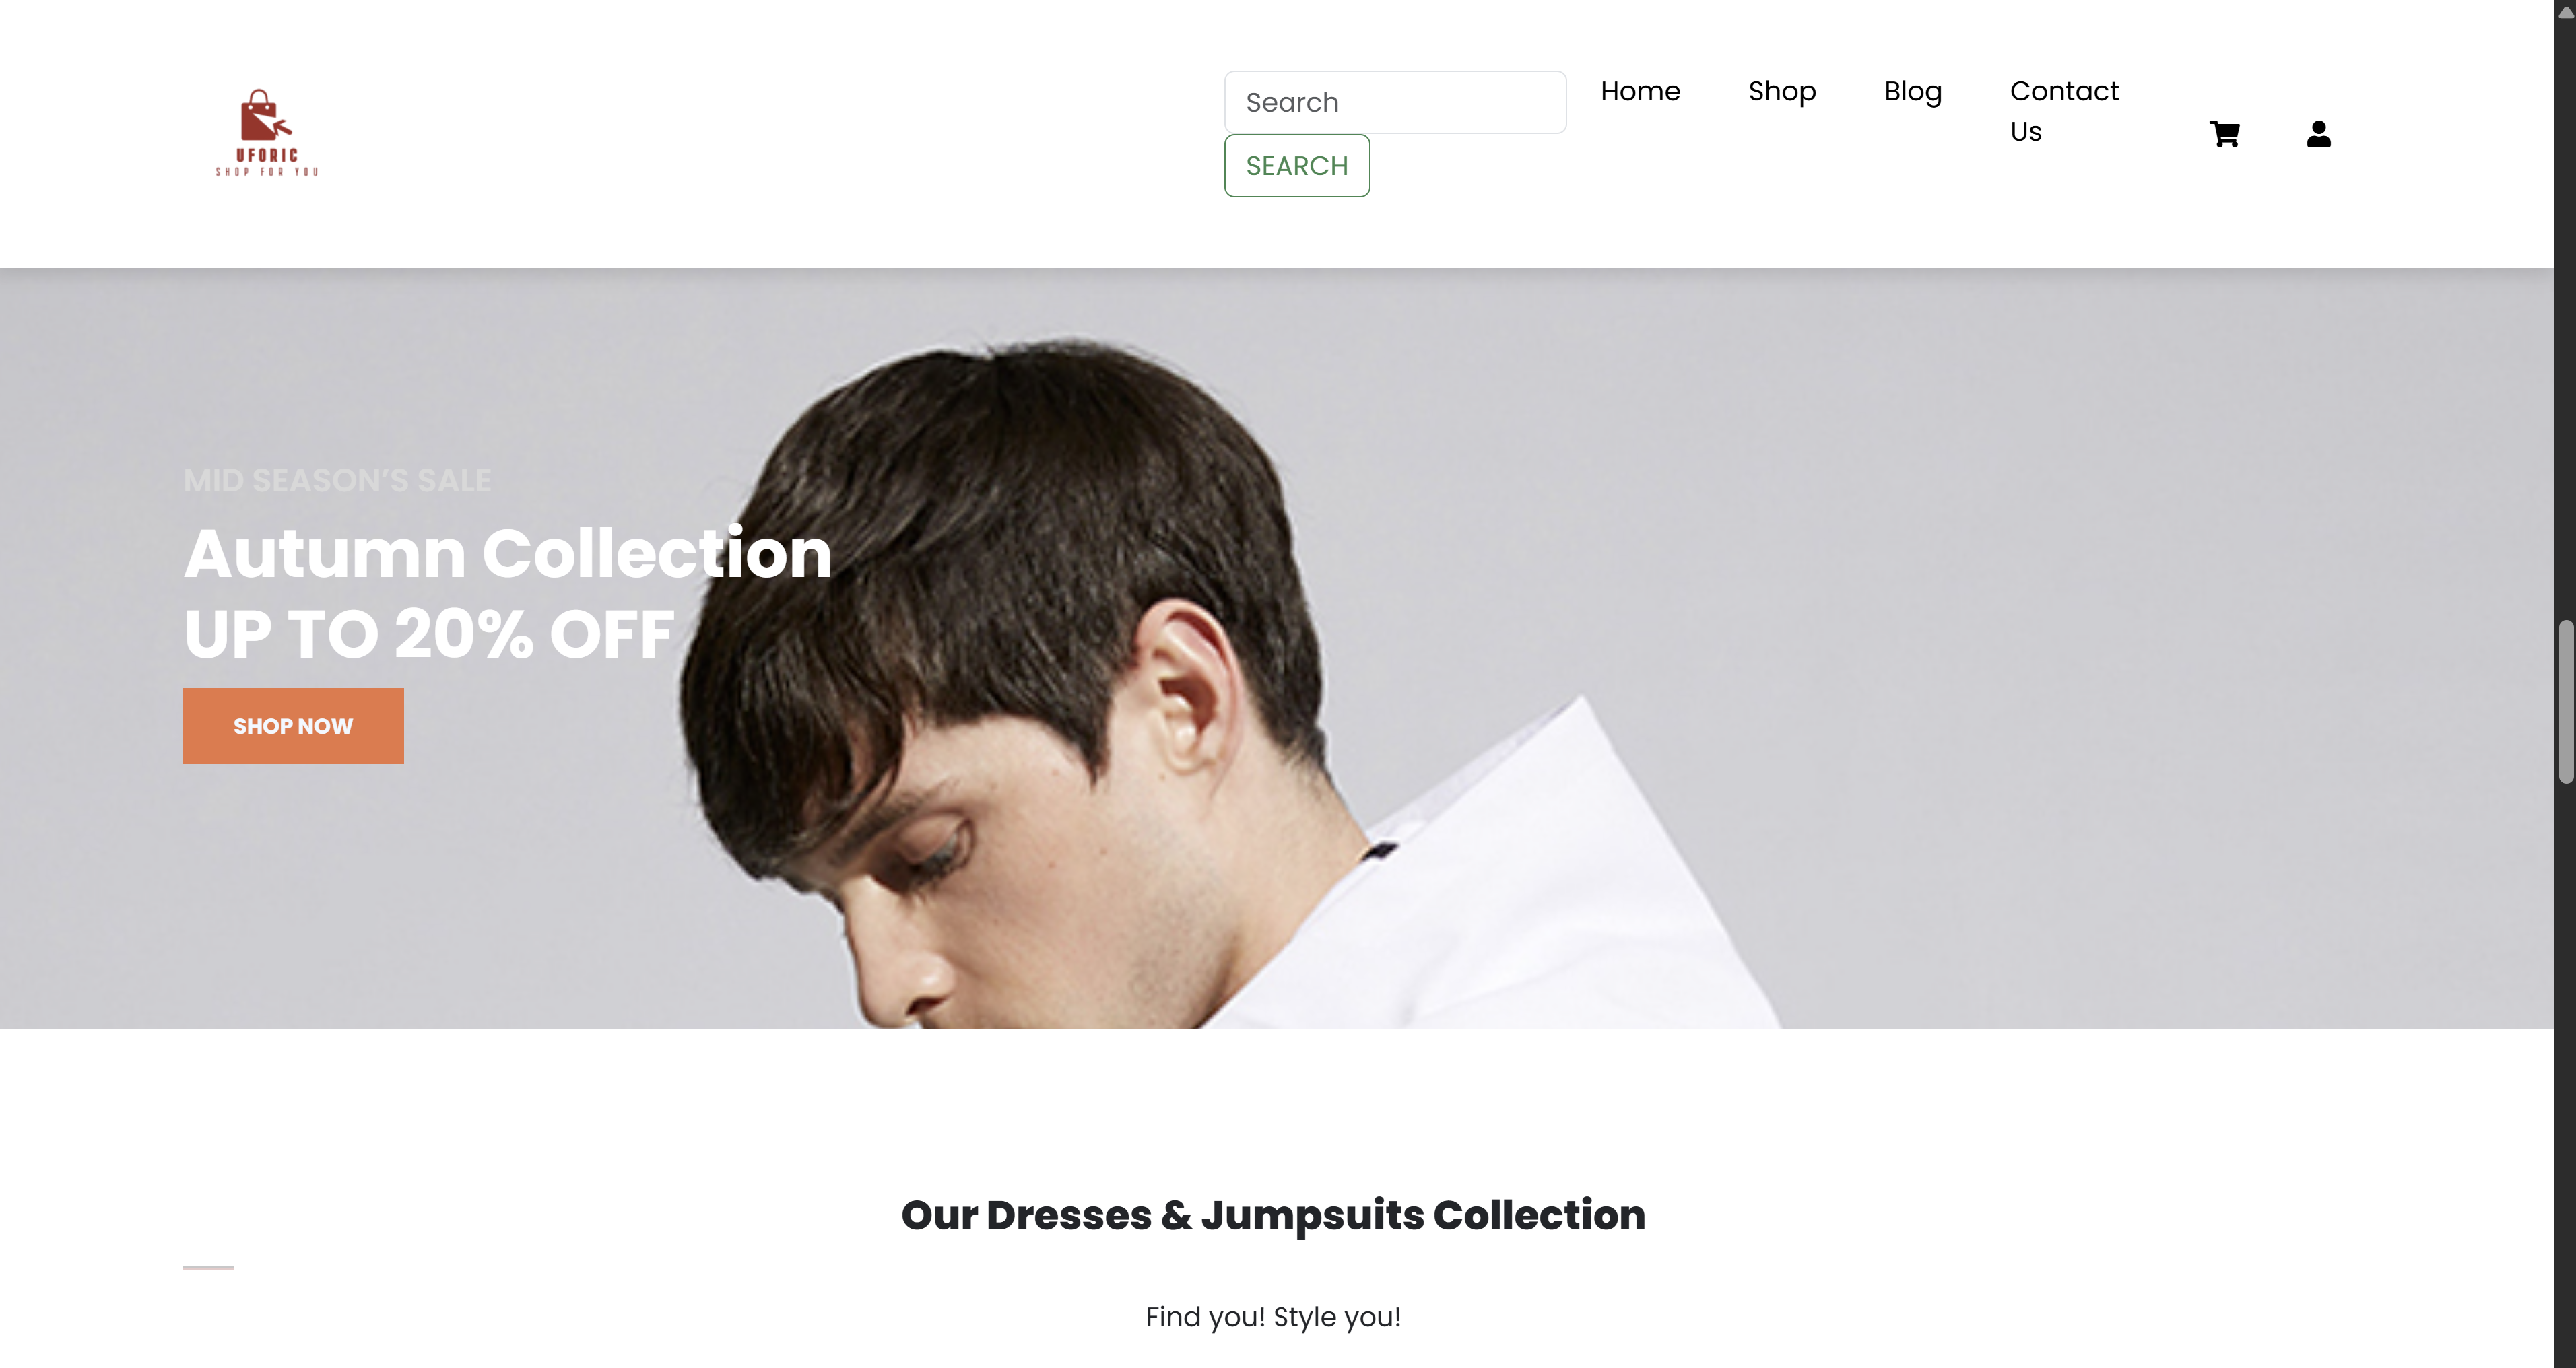 UFORIC
SHOP FOR YOU
Search
SEARCH
Home
Shop
Blog
Contact
Us
MID SEASON’S SALE
Autumn Collection
UP TO 20% OFF
SHOP NOW
Our Dresses & Jumpsuits Collection
Find you! Style you!